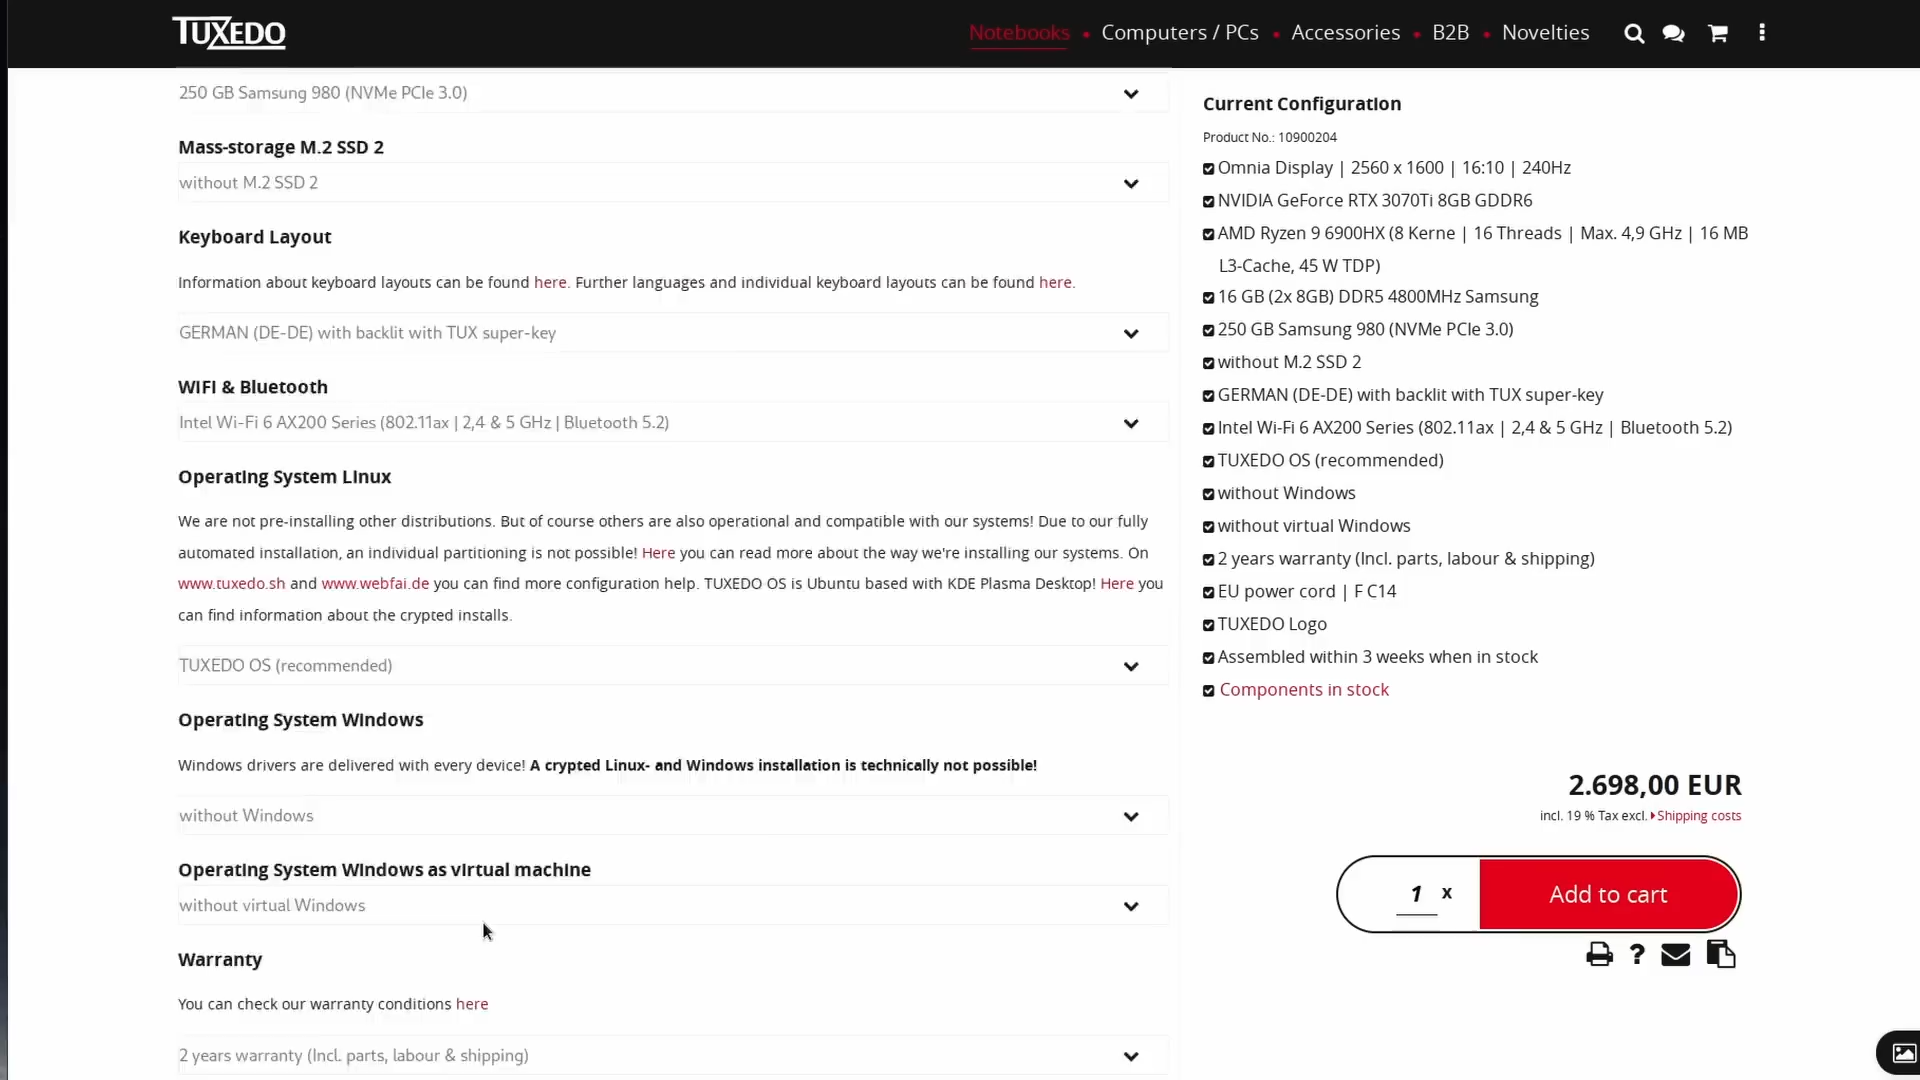 TUXEDO
Notebooks • Computers / PCs • Accessories • B2B • Novelties
250 GB Samsung 980 (NVMe PCIe 3.0)
Mass-storage M.2 SSD 2
without M.2 SSD 2
Keyboard Layout
Information about keyboard layouts can be found here. Further languages and individual keyboard layouts can be found here.
GERMAN (DE-DE) with backlit with TUX super-key
WIFI & Bluetooth
Intel Wi-Fi 6 AX200 Series (802.11ax | 2,4 & 5 GHz | Bluetooth 5.2)
Operating System Linux
We are not pre-installing other distributions. But of course others are also operational and compatible with our systems! Due to our fully
automated installation, an individual partitioning is not possible! Here you can read more about the way we're installing our systems. On
www.tuxedo.sh and www.webfai.de you can find more configuration help. TUXEDO OS is Ubuntu based with KDE Plasma Desktop! Here you
can find information about the crypted installs.
TUXEDO OS (recommended)
Operating System Windows
Windows drivers are delivered with every device! A crypted Linux- and Windows installation is technically not possible!
without Windows
Operating System Windows as virtual machine
without virtual Windows
Warranty
You can check our warranty conditions here
2 years warranty (Incl. parts, labour & shipping)
Current Configuration
Product No.: 10900204
Omnia Display | 2560 x 1600 | 16:10 | 240Hz
NVIDIA GeForce RTX 3070Ti 8GB GDDR6
AMD Ryzen 9 6900HX (8 Kerne | 16 Threads | Max. 4,9 GHz | 16 MB
L3-Cache, 45 W TDP)
16 GB (2x 8GB) DDR5 4800MHz Samsung
250 GB Samsung 980 (NVMe PCIe 3.0)
without M.2 SSD 2
GERMAN (DE-DE) with backlit with TUX super-key
Intel Wi-Fi 6 AX200 Series (802.11ax | 2,4 & 5 GHz | Bluetooth 5.2)
TUXEDO OS (recommended)
without Windows
without virtual Windows
2 years warranty (Incl. parts, labour & shipping)
EU power cord | F C14
TUXEDO Logo
Assembled within 3 weeks when in stock
Components in stock
2.698,00 EUR
incl. 19 % Tax excl. Shipping costs
1 x Add to cart
?